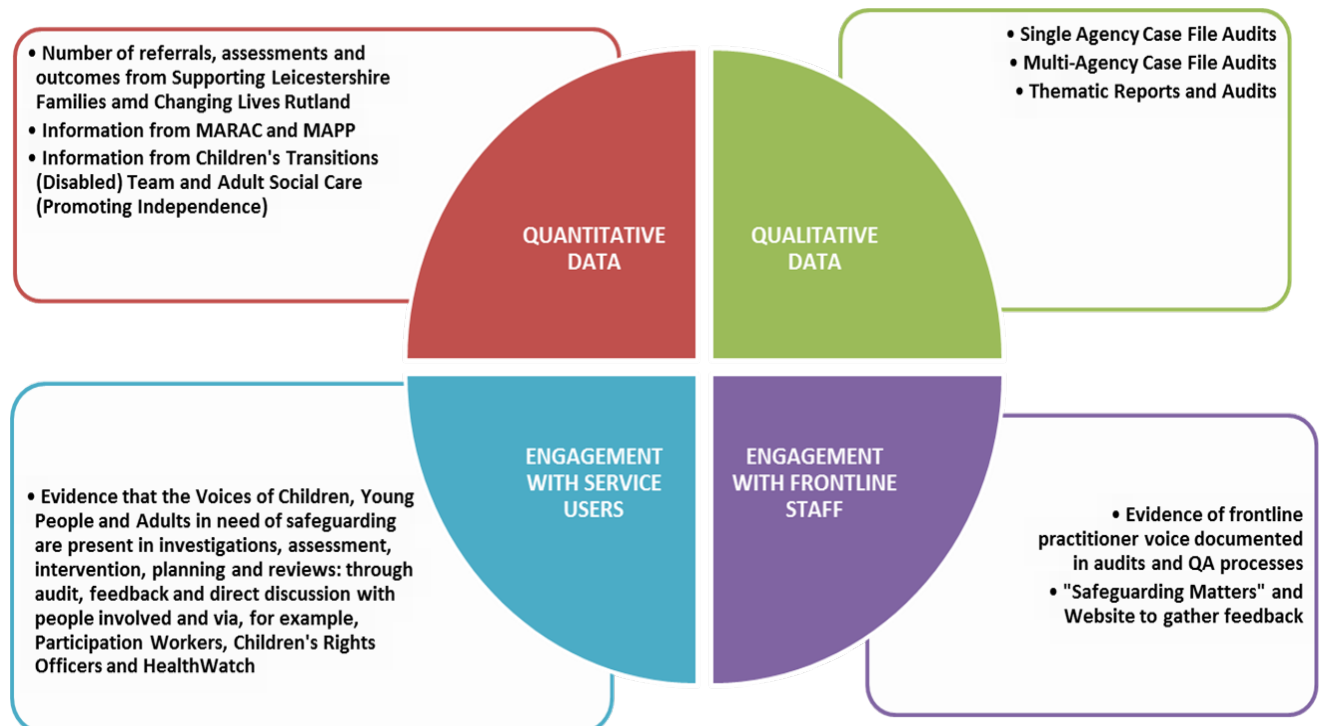 • Number of referrals, assessments and
outcomes from Supporting Leicestershire
Families amd Changing Lives Rutland
• Information from MARAC and MAPP
• Information from Children's Transitions
(Disabled) Team and Adult Social Care
(Promoting Independence)
• Single Agency Case File Audits
• Multi-Agency Case File Audits
• Thematic Reports and Audits
QUANTITATIVE
DATA
QUALITATIVE
DATA
ENGAGEMENT
WITH SERVICE
USERS
ENGAGEMENT
WITH FRONTLINE
STAFF
• Evidence that the Voices of Children, Young
People and Adults in need of safeguarding
are present in investigations, assessment,
intervention, planning and reviews: through
audit, feedback and direct discussion with
people involved and via, for example,
Participation Workers, Children's Rights
Officers and HealthWatch
• Evidence of frontline
practitioner voice documented
in audits and QA processes
• "Safeguarding Matters" and
Website to gather feedback